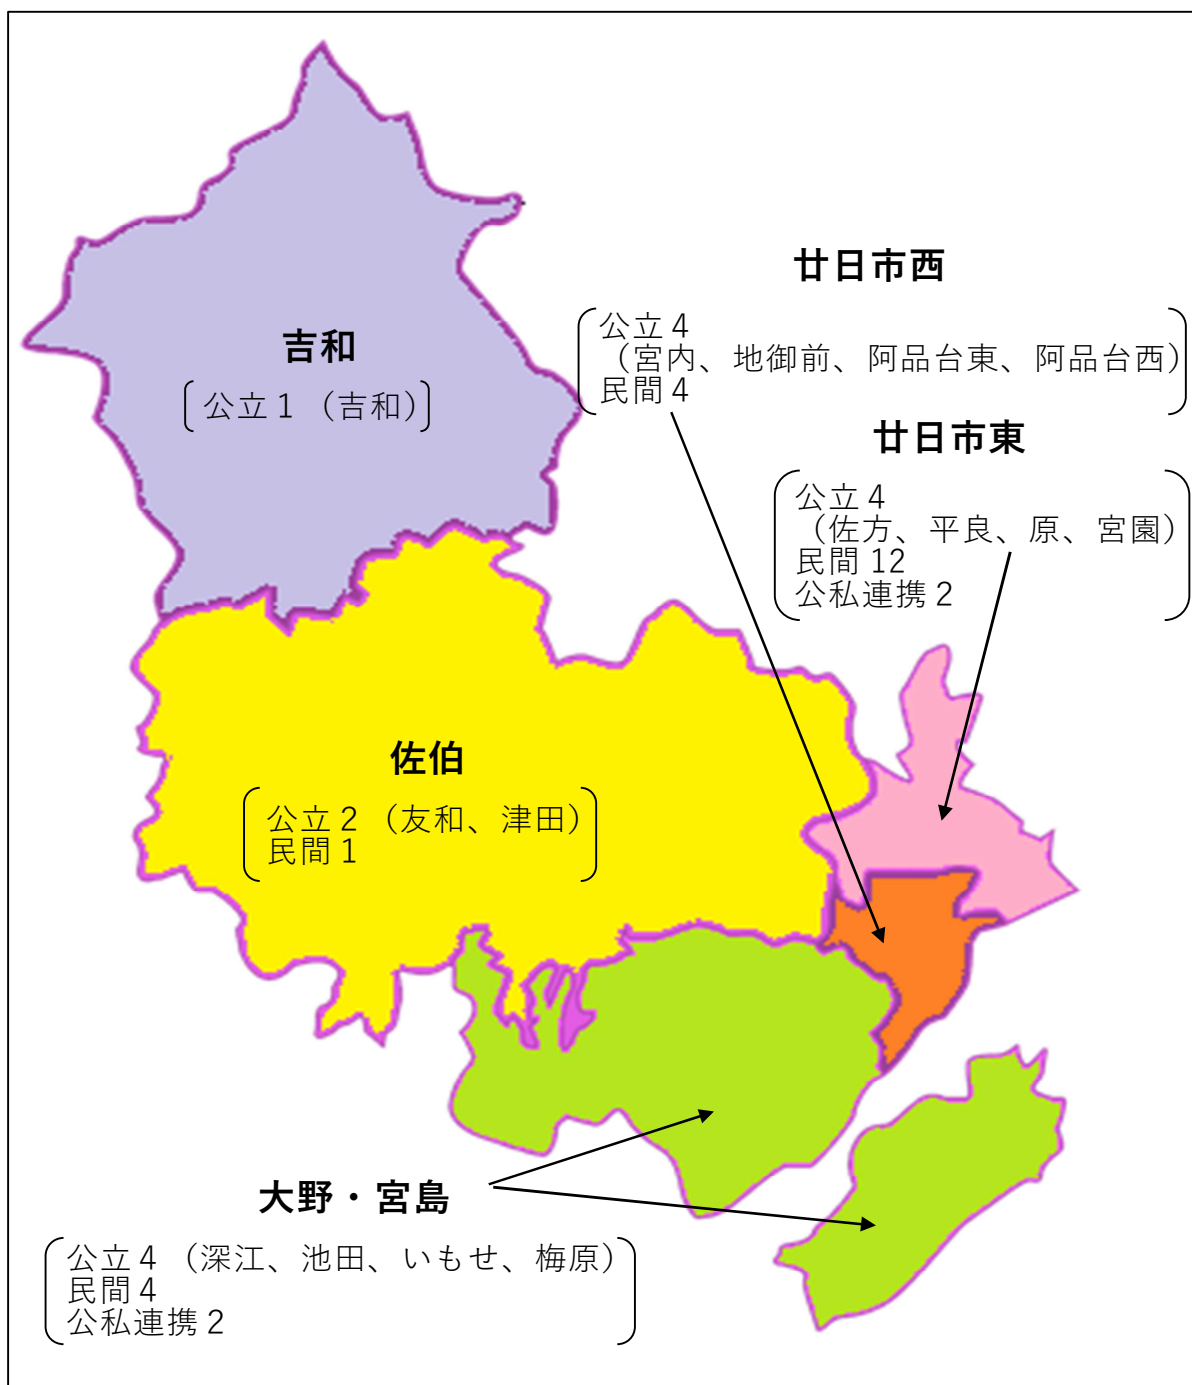 吉和
公立1（吉和）
廿日市西
公立4
（宮内、地御前、阿品台東、阿品台西）
民間4
廿日市東
公立4
（佐方、平良、原、宮園）
民間12
公私連携2
佐伯
公立2（友和、津田）
民間1
大野・宮島
公立4（深江、池田、いもせ、梅原）
民間4
公私連携2